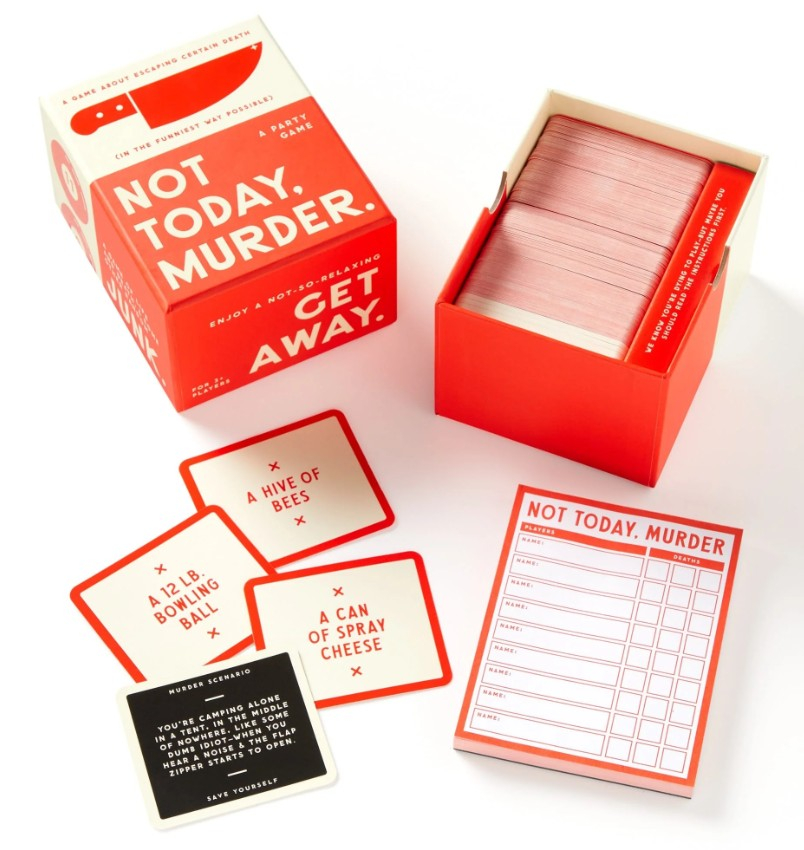 A GAME ABOUT ESCAPING CERTAIN DEATH
(IN THE FUNNIEST WAY POSSIBLE)
A PARTY
GAME
NOT
TODAY,
MURDER.
ENJOY A NOT-SO-RELAXING
GET
AWAY.
FOR 3+
PLAYERS
JUNK.
WE KNOW YOU'RE DYING TO PLAY—BUT MAYBE YOU
SHOULD READ THE INSTRUCTIONS FIRST.
A HIVE OF
BEES
A 12 LB.
BOWLING
BALL
A CAN
OF SPRAY
CHEESE
MURDER SCENARIO
YOU'RE CAMPING ALONE
IN A TENT, IN THE MIDDLE
OF NOWHERE, LIKE SOME
DUMB IDIOT—WHEN YOU
HEAR A NOISE & THE FLAP
ZIPPER STARTS TO OPEN.
SAVE YOURSELF
NOT TODAY, MURDER
PLAYERS
DEATHS
NAME:
NAME:
NAME:
NAME:
NAME:
NAME:
NAME:
NAME:
NAME: